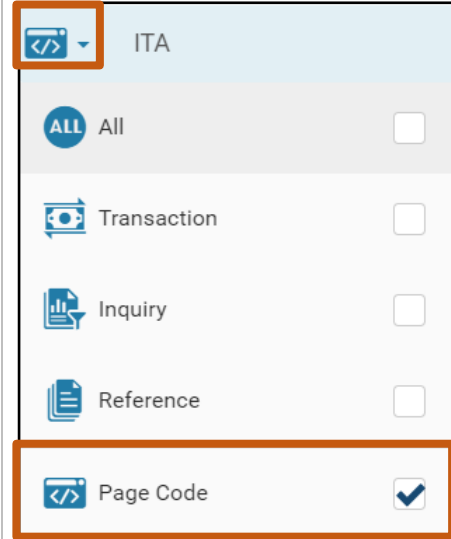 </> ITA
ALL All
Transaction
Inquiry
Reference
</> Page Code